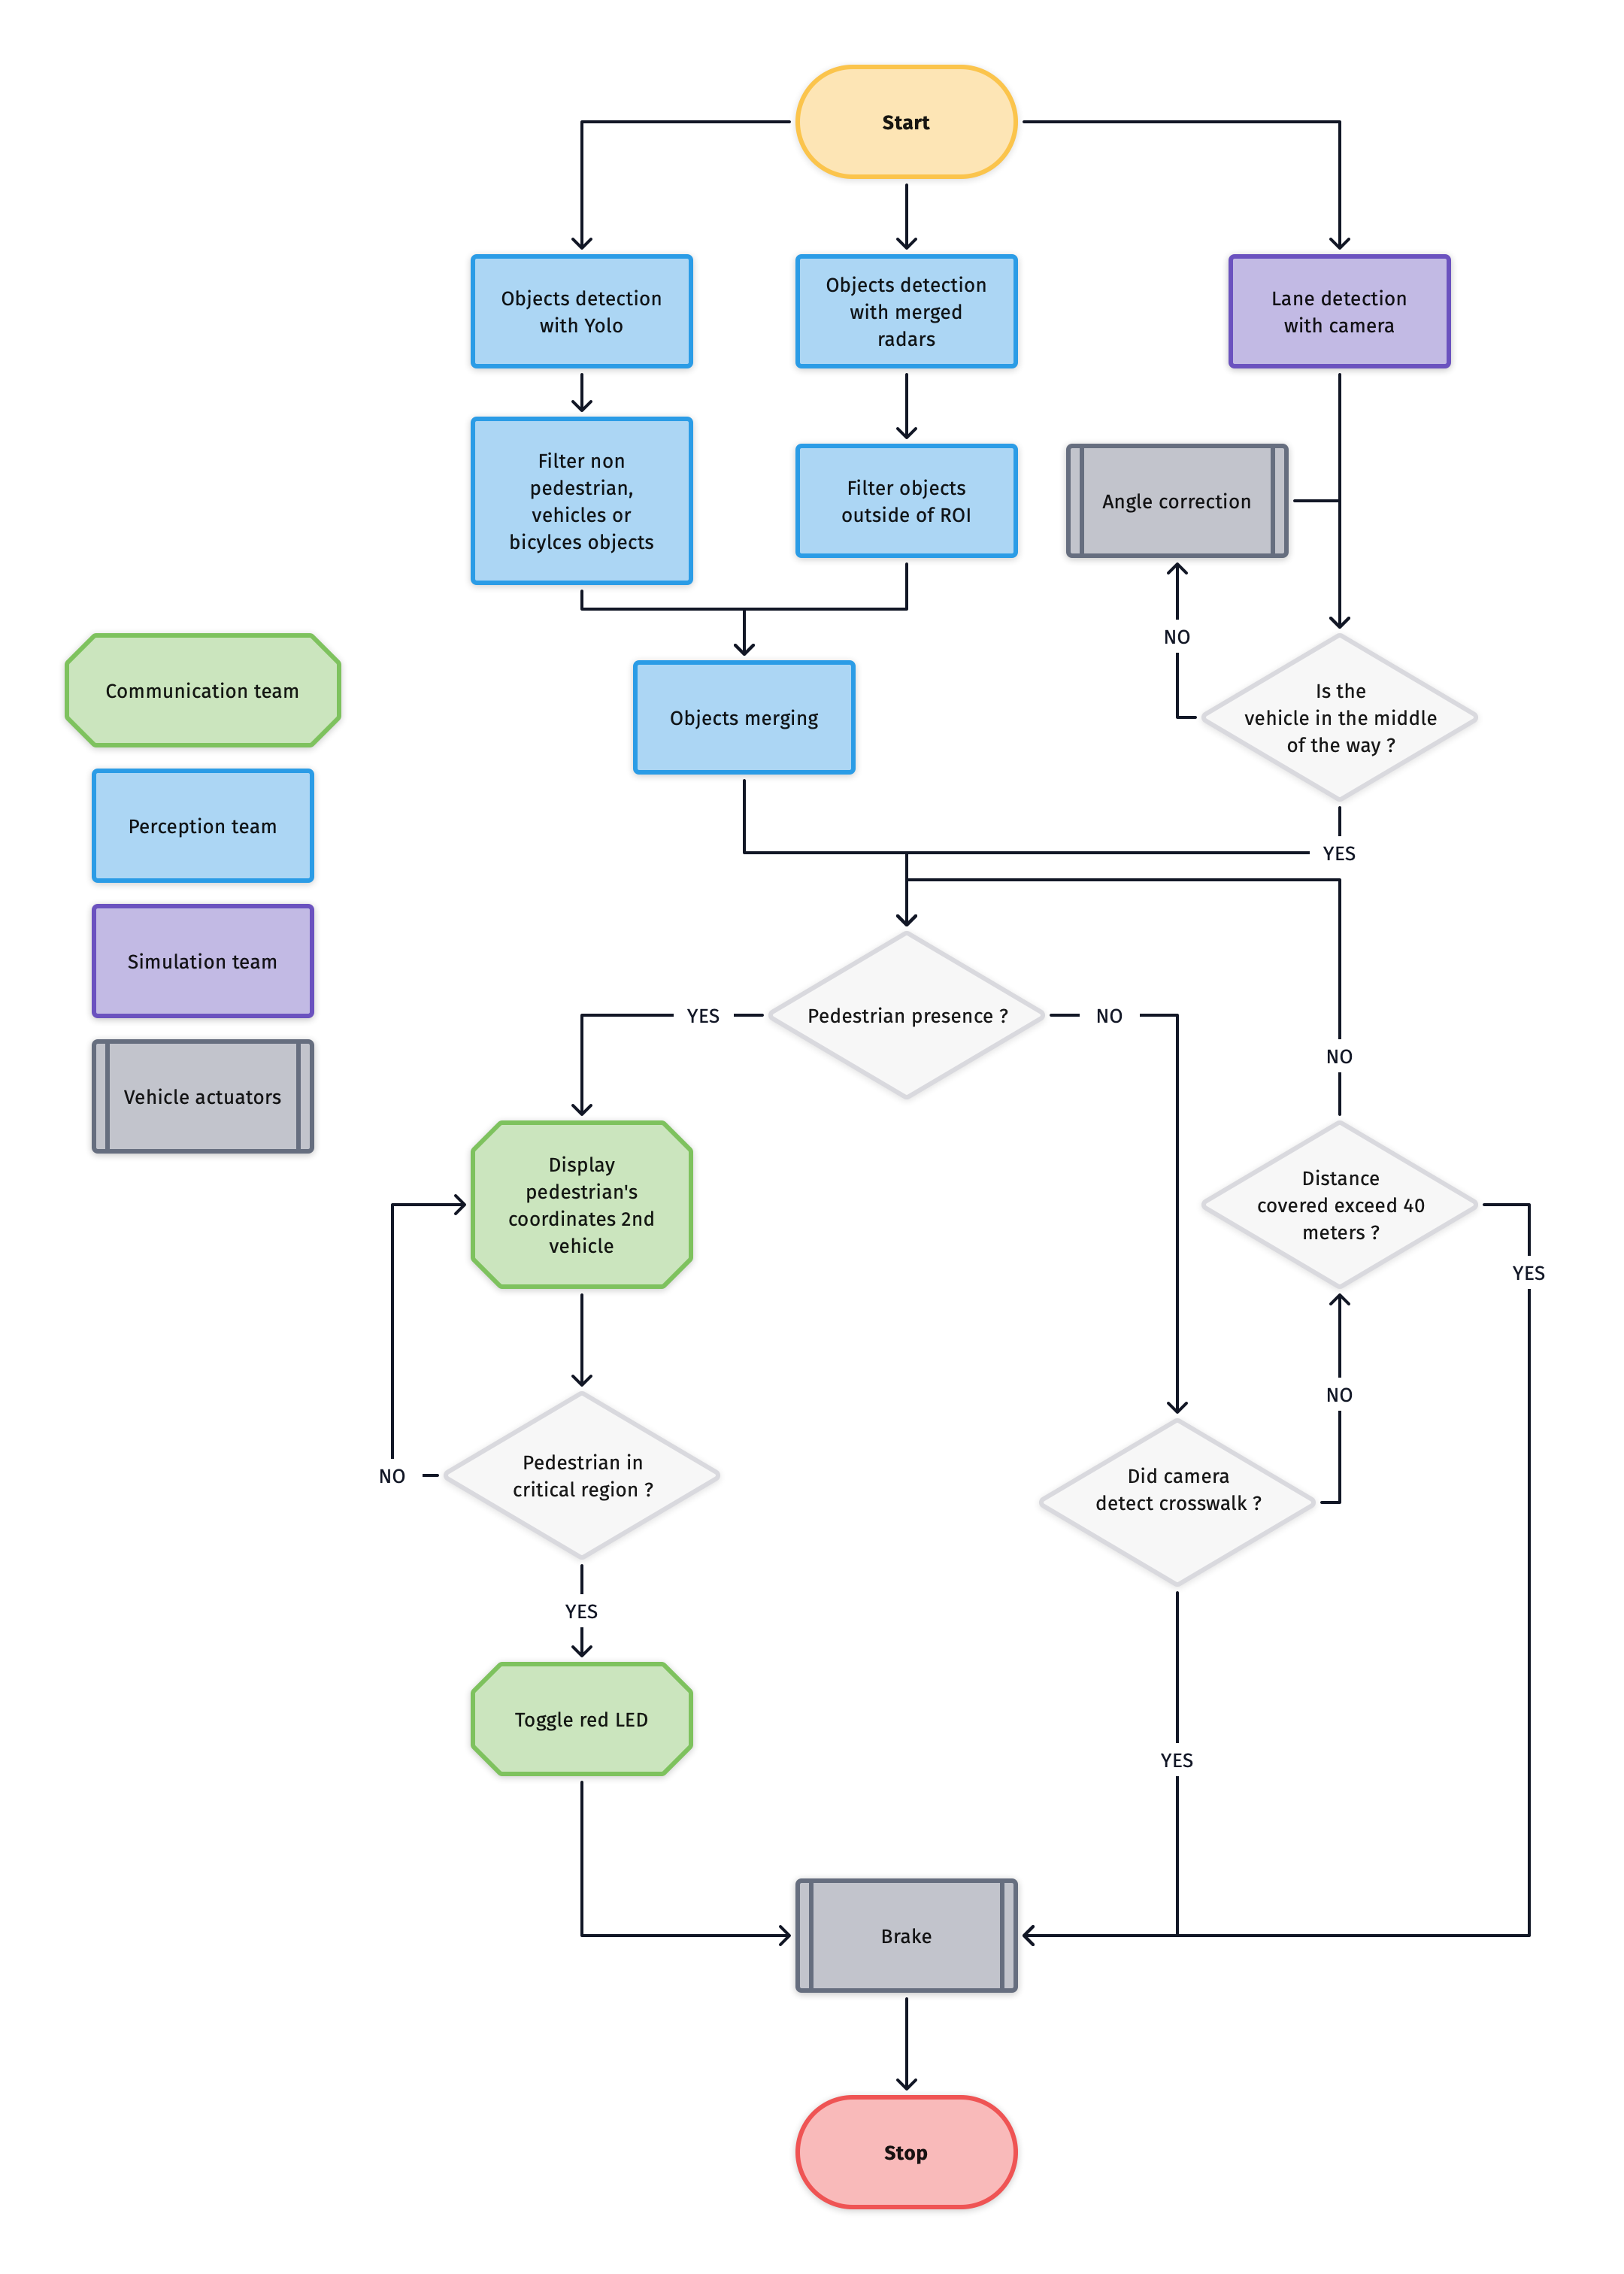 Start
Objects detection
with Yolo
Objects detection
with merged
radars
Lane detection
with camera
Filter non
pedestrian,
vehicles or
bicylces objects
Filter objects
outside of ROI
Angle correction
NO
Communication team
Objects merging
Is the
vehicle in the middle
of the way ?
Perception team
YES
Simulation team
YES
Pedestrian presence ?
NO
NO
Vehicle actuators
Display
pedestrian's
coordinates 2nd
vehicle
Distance
covered exceed 40
meters ?
YES
NO
NO
Pedestrian in
critical region ?
Did camera
detect crosswalk ?
YES
Toggle red LED
YES
Brake
Stop